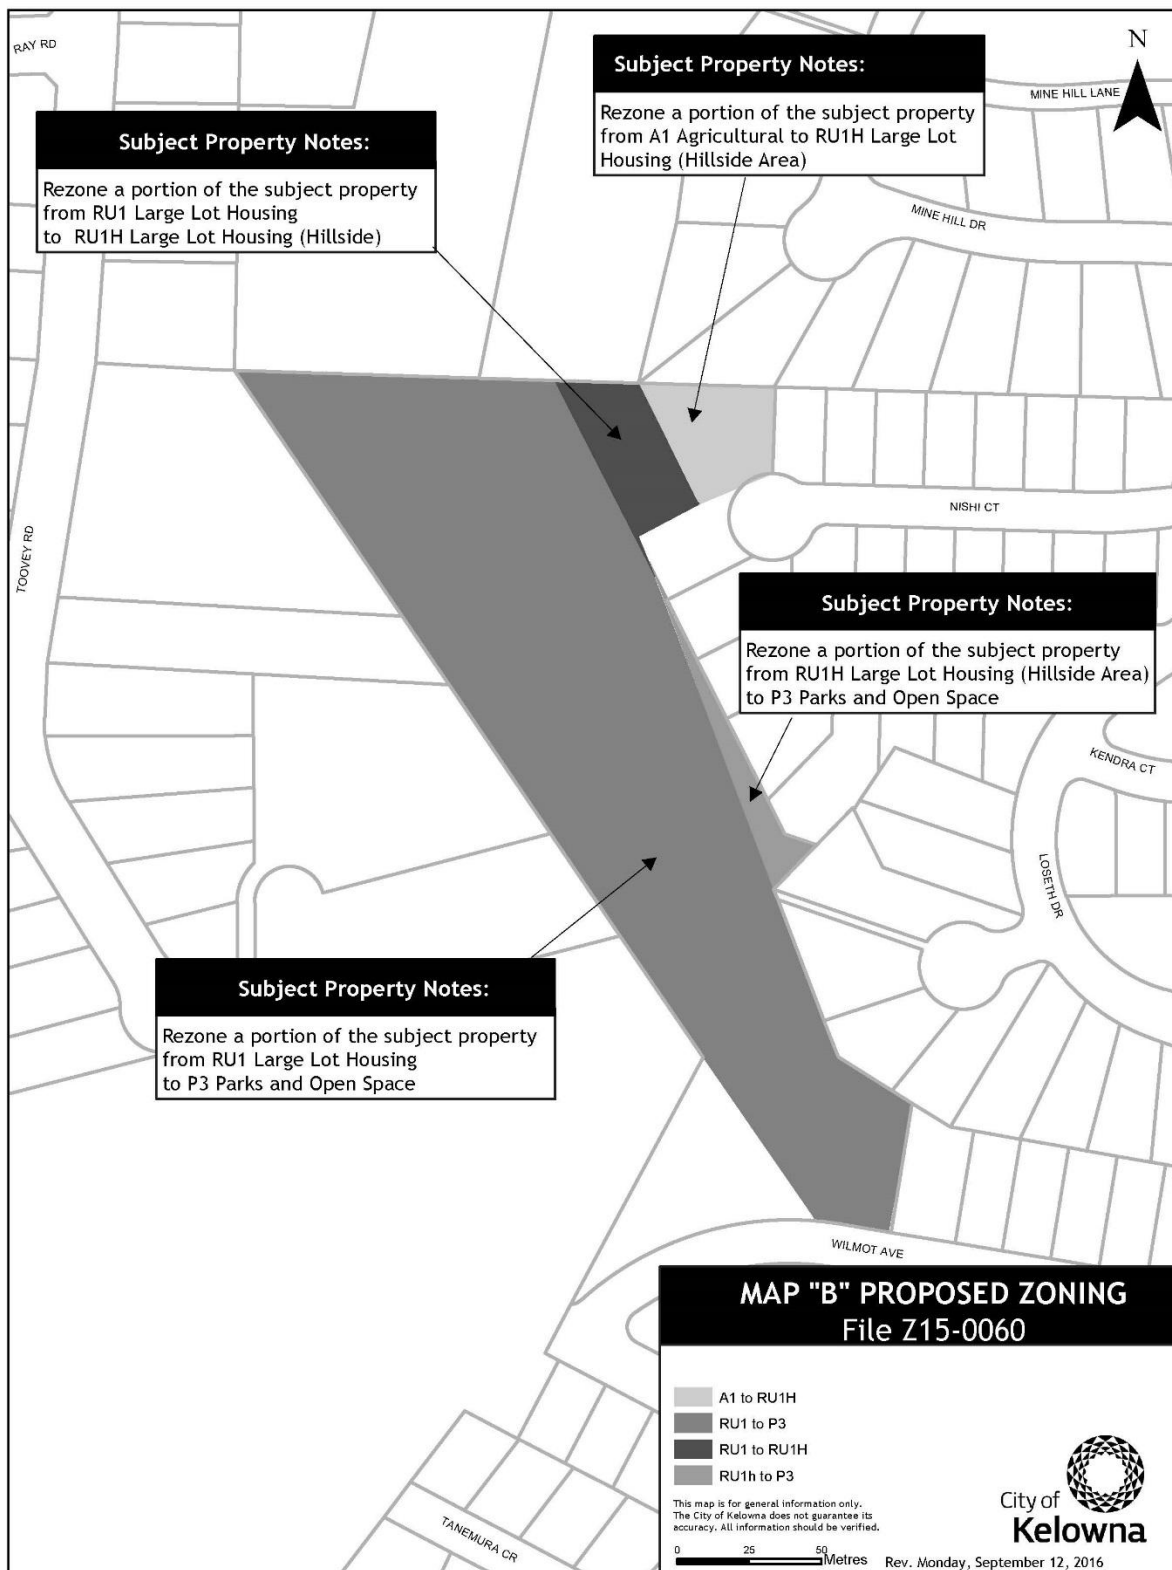 RAY RD
N
Subject Property Notes:
Rezone a portion of the subject property
from A1 Agricultural to RU1H Large Lot
Housing (Hillside Area)
MINE HILL LANE
Subject Property Notes:
Rezone a portion of the subject property
from RU1 Large Lot Housing
to RU1H Large Lot Housing (Hillside)
MINE HILL DR
NISHI CT
TOOVEY RD
Subject Property Notes:
Rezone a portion of the subject property
from RU1H Large Lot Housing (Hillside Area)
to P3 Parks and Open Space
KENDRA CT
LOSETH DR
Subject Property Notes:
Rezone a portion of the subject property
from RU1 Large Lot Housing
to P3 Parks and Open Space
WILMOT AVE
MAP "B" PROPOSED ZONING
File Z15-0060
A1 to RU1H
RU1 to P3
RU1 to RU1H
RU1h to P3
This map is for general information only.
The City of Kelowna does not guarantee its
accuracy. All information should be verified.
0 25 50 Metres
City of
Kelowna
Rev. Monday, September 12, 2016
TANEMURA CR